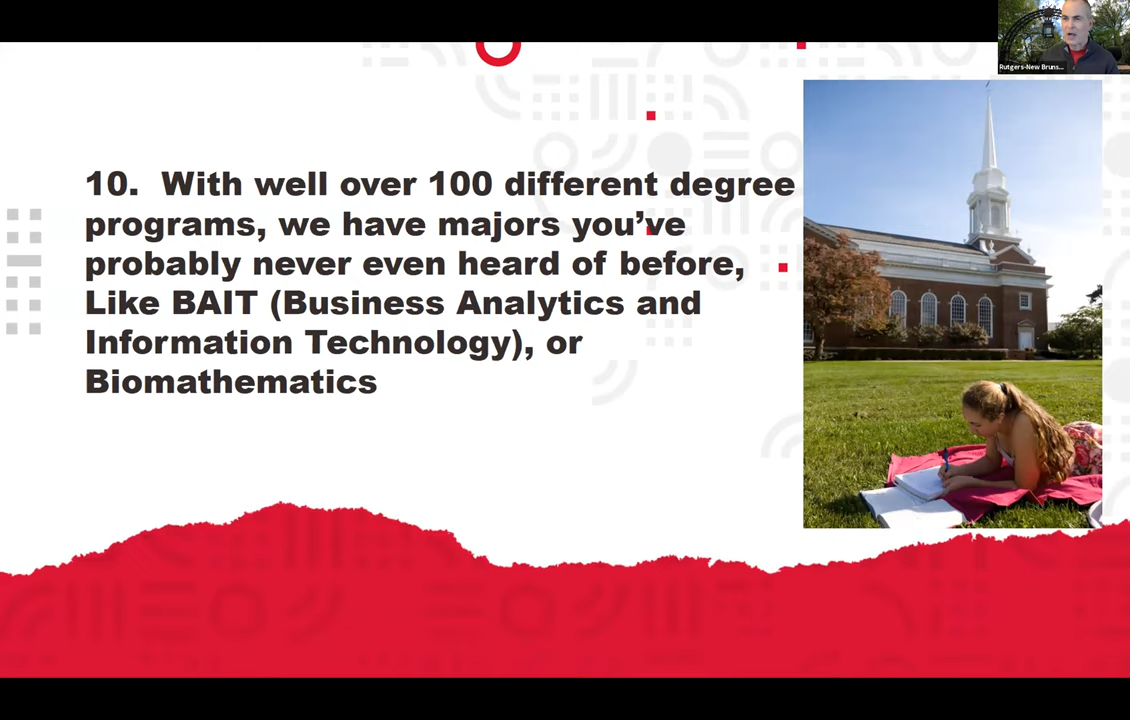 Rutgers-New Bruns...
10. With well over 100 different degree
programs, we have majors you’ve
probably never even heard of before,
Like BAIT (Business Analytics and
Information Technology), or
Biomathematics